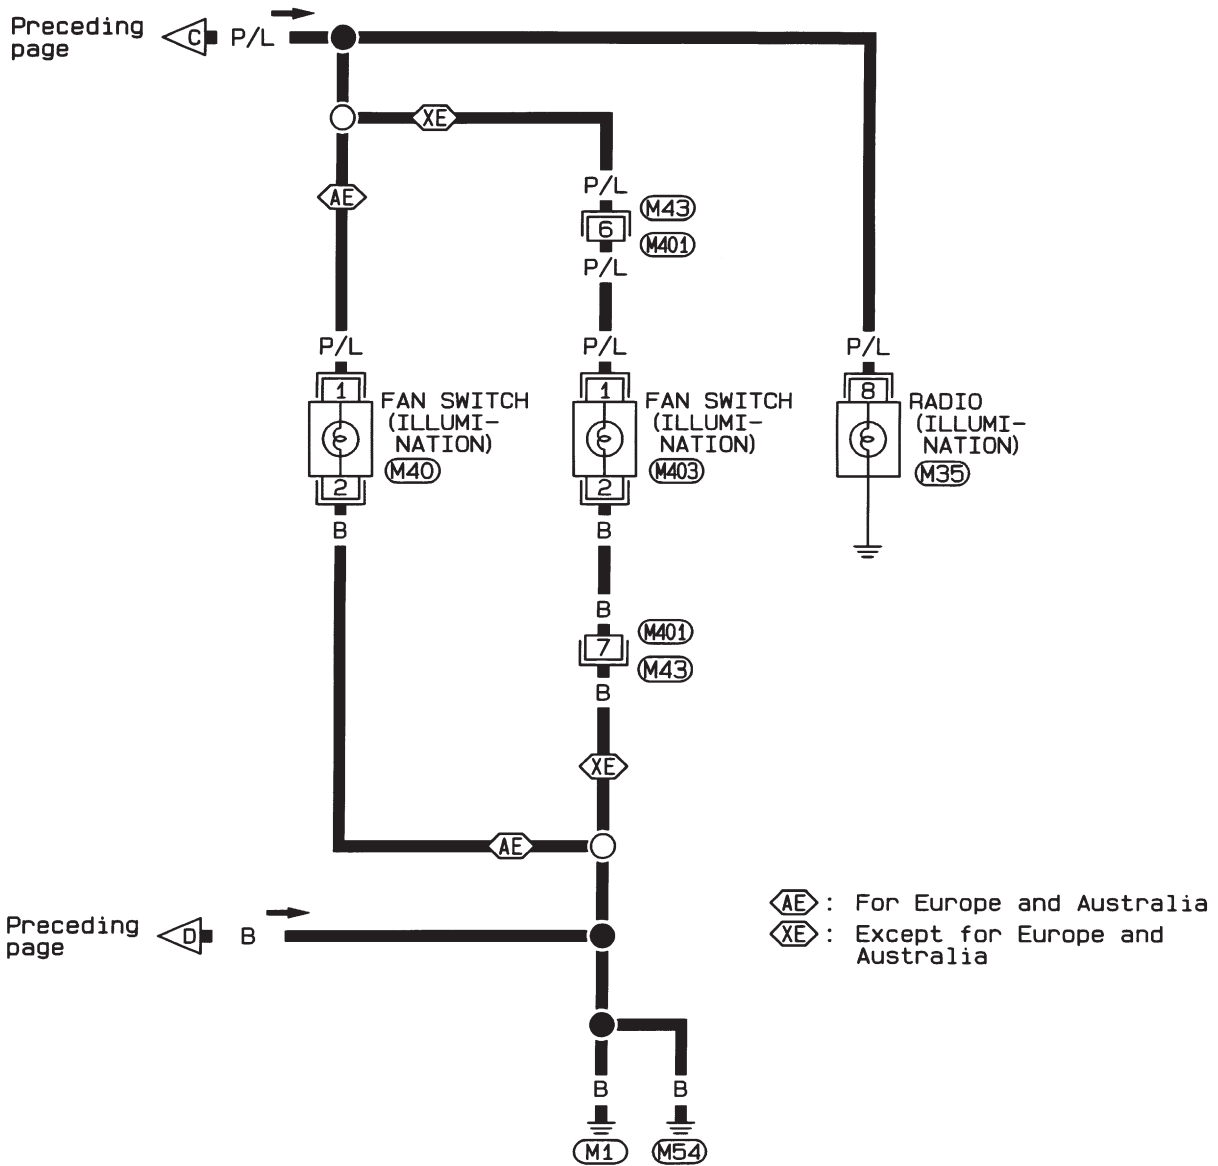 Preceding
page
C
P/L
XE
AE
P/L
M43
6
M401
P/L
P/L
P/L
P/L
1
1
8
FAN SWITCH
(ILLUMI-
NATION)
M40
FAN SWITCH
(ILLUMI-
NATION)
M403
RADIO
(ILLUMI-
NATION)
M35
2
2
B
B
B
M401
7
M43
B
XE
AE
Preceding
page
D
B
AE : For Europe and Australia
XE : Except for Europe and
Australia
B
B
M1
M54